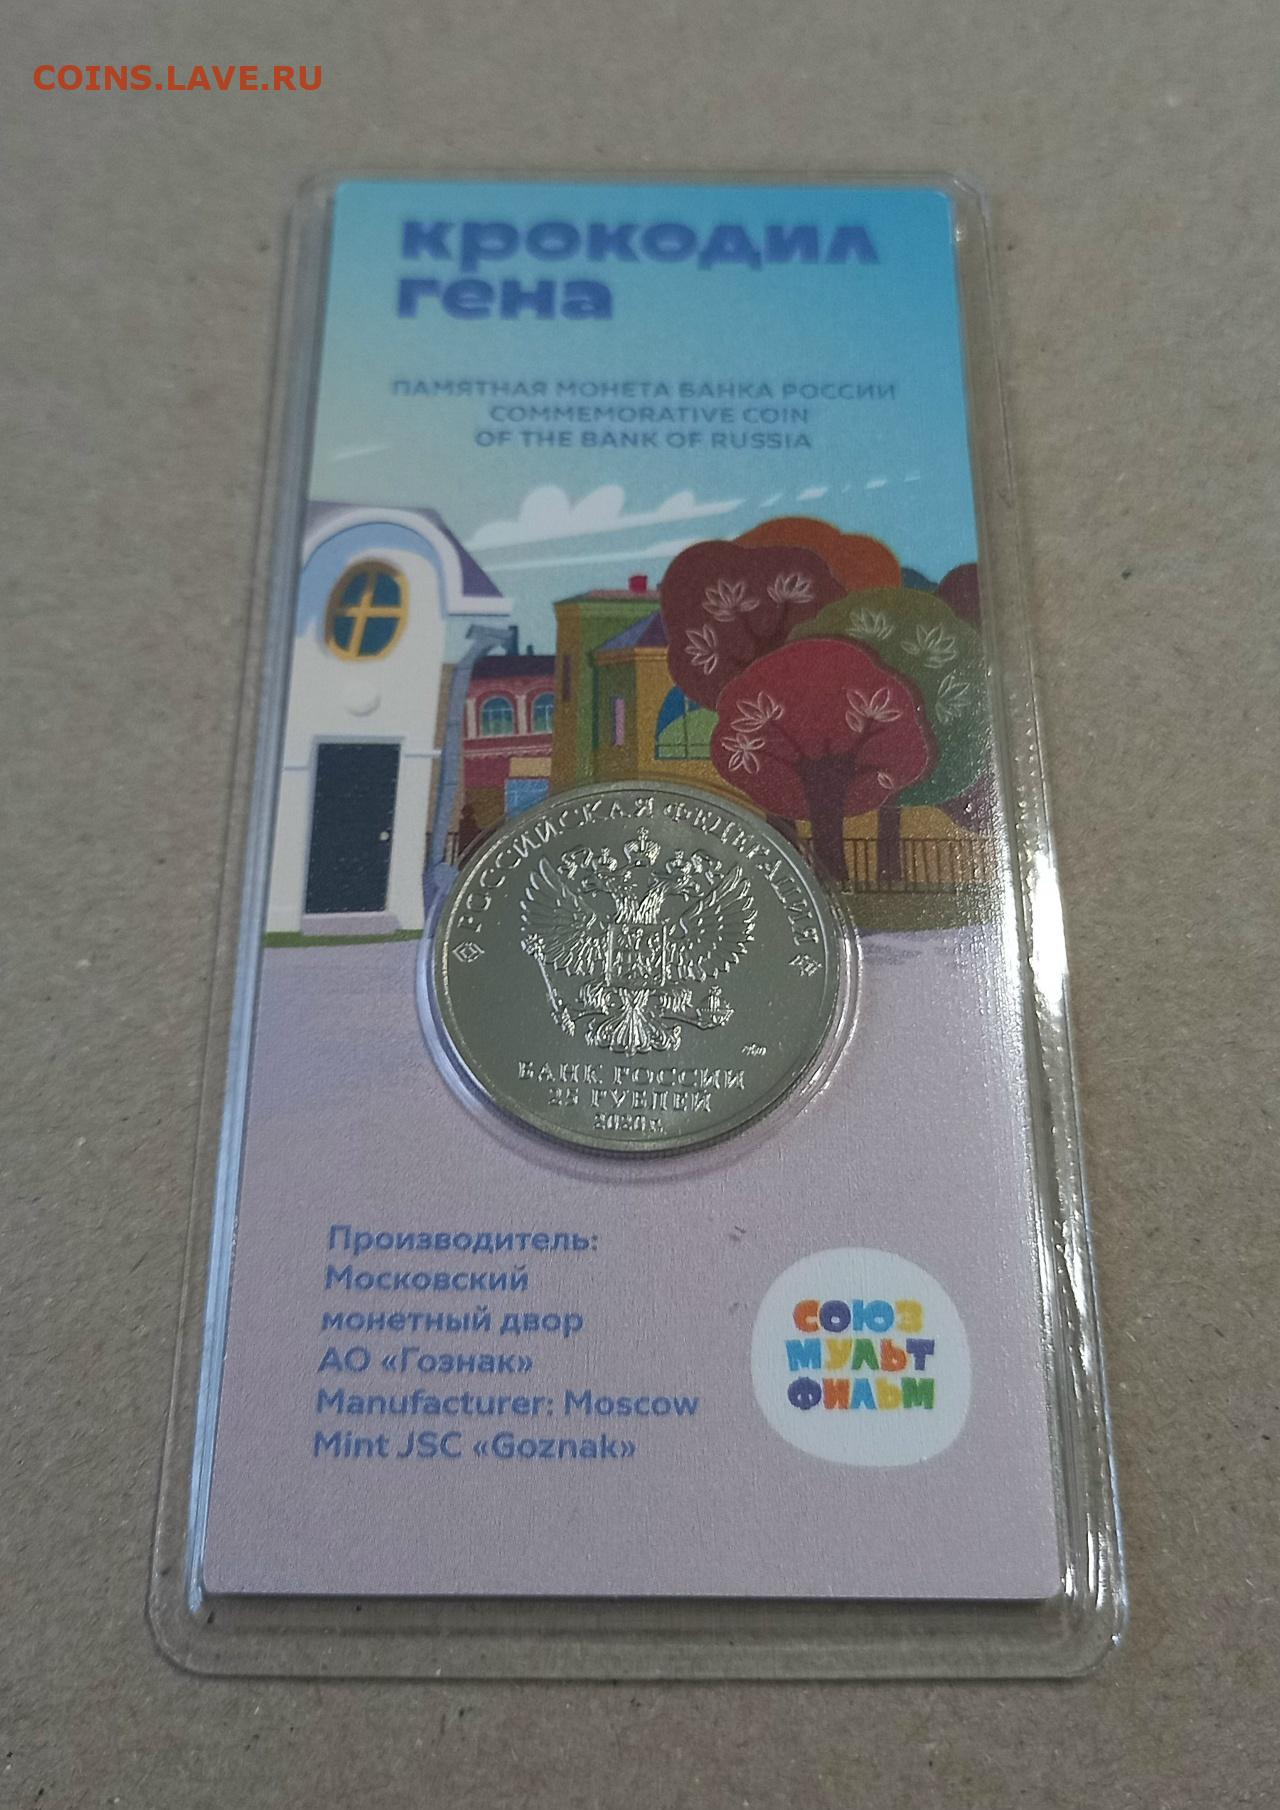 COINS.LAVE.RU
крокодил
гена
ПАМЯТНАЯ МОНЕТА БАНКА РОССИИ
COMMEMORATIVE COIN
OF THE BANK OF RUSSIA
РОССИЙСКАЯ ФЕДЕРАЦИЯ
ММД
БАНК РОССИИ
25 РУБЛЕЙ
2020 г.
Производитель:
Московский
монетный двор
АО «Гознак»
Manufacturer: Moscow
Mint JSC «Goznak»
СОЮЗ
МУЛЬТ
ФИЛЬМ